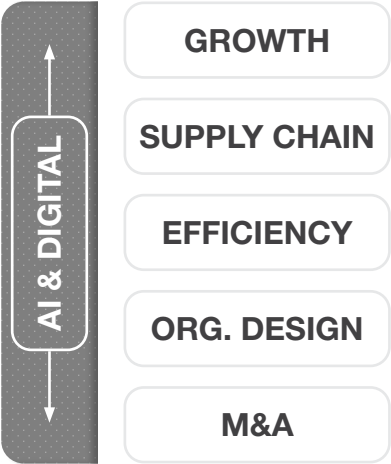 AI & DIGITAL
GROWTH
SUPPLY CHAIN
EFFICIENCY
ORG. DESIGN
M&A